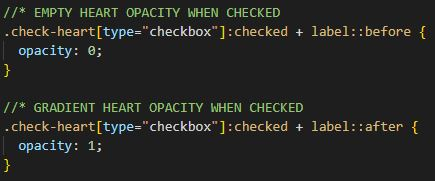 //* EMPTY HEART OPACITY WHEN CHECKED
.check-heart[type="checkbox"]:checked + label::before {
  opacity: 0;
}

//* GRADIENT HEART OPACITY WHEN CHECKED
.check-heart[type="checkbox"]:checked + label::after {
  opacity: 1;
}